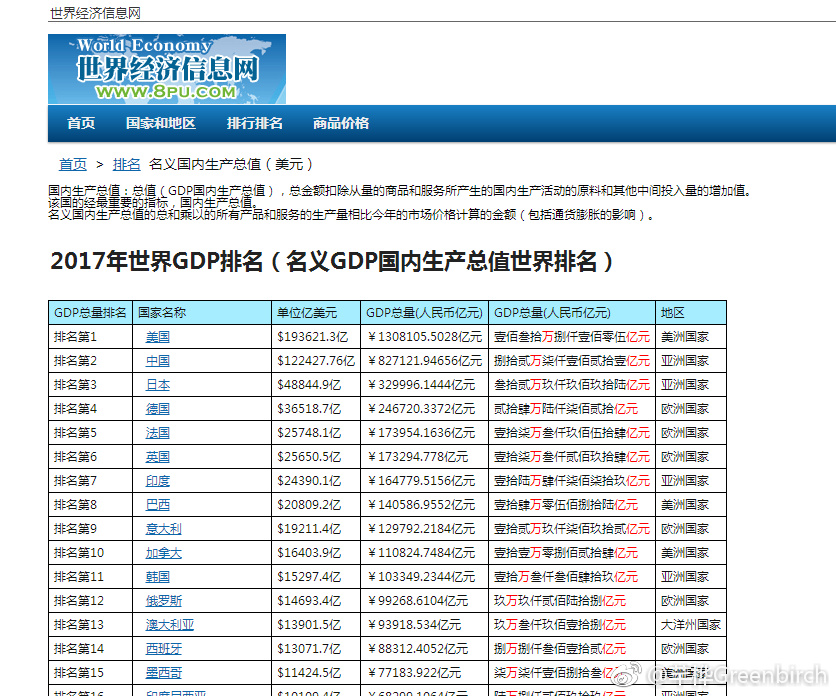 世界经济信息网
World Economy
世界经济信息网
WWW.8PU.COM
首页 国家和地区 排行排名 商品价格
首页 > 排名 名义国内生产总值（美元）
国内生产总值：总值（GDP国内生产总值），总金额扣除从量的商品和服务所产生的国内生产活动的原料和其他中间投入量的增加值。
该国的经最重要的指标，国内生产总值。
名义国内生产总值的总和乘以的所有产品和服务的生产量相比今年的市场价格计算的金额（包括通货膨胀的影响）。
2017年世界GDP排名（名义GDP国内生产总值世界排名）
GDP总量排名 国家名称 单位亿美元 GDP总量(人民币亿元) GDP总量(人民币亿元) 地区
排名第1 美国 $193621.3亿 ￥1308105.5028亿元 壹佰叁拾万捌仟壹佰零伍亿元 美洲国家
排名第2 中国 $122427.76亿 ￥827121.94656亿元 捌拾贰万柒仟壹佰贰拾壹亿元 亚洲国家
排名第3 日本 $48844.9亿 ￥329996.1444亿元 叁拾贰万玖仟玖佰玖拾陆亿元 亚洲国家
排名第4 德国 $36518.7亿 ￥246720.3372亿元 贰拾肆万陆仟柒佰贰拾亿元 欧洲国家
排名第5 法国 $25748.1亿 ￥173954.1636亿元 壹拾柒万叁仟玖佰伍拾肆亿元 欧洲国家
排名第6 英国 $25650.5亿 ￥173294.778亿元 壹拾柒万叁仟贰佰玖拾肆亿元 欧洲国家
排名第7 印度 $24390.1亿 ￥164779.5156亿元 壹拾陆万肆仟柒佰柒拾玖亿元 亚洲国家
排名第8 巴西 $20809.2亿 ￥140586.9552亿元 壹拾肆万零伍佰捌拾陆亿元 美洲国家
排名第9 意大利 $19211.4亿 ￥129792.2184亿元 壹拾贰万玖仟柒佰玖拾贰亿元 欧洲国家
排名第10 加拿大 $16403.9亿 ￥110824.7484亿元 壹拾壹万零捌佰贰拾肆亿元 美洲国家
排名第11 韩国 $15297.4亿 ￥103349.2344亿元 壹拾万叁仟叁佰肆拾玖亿元 亚洲国家
排名第12 俄罗斯 $14693.4亿 ￥99268.6104亿元 玖万玖仟贰佰陆拾捌亿元 欧洲国家
排名第13 澳大利亚 $13901.5亿 ￥93918.534亿元 玖万叁仟玖佰壹拾捌亿元 大洋州国家
排名第14 西班牙 $13071.7亿 ￥88312.4052亿元 捌万捌仟叁佰壹拾贰亿元 欧洲国家
排名第15 墨西哥 $11424.5亿 ￥77183.922亿元 柒万柒仟壹佰捌拾叁亿元 美洲国家
Greenbirch